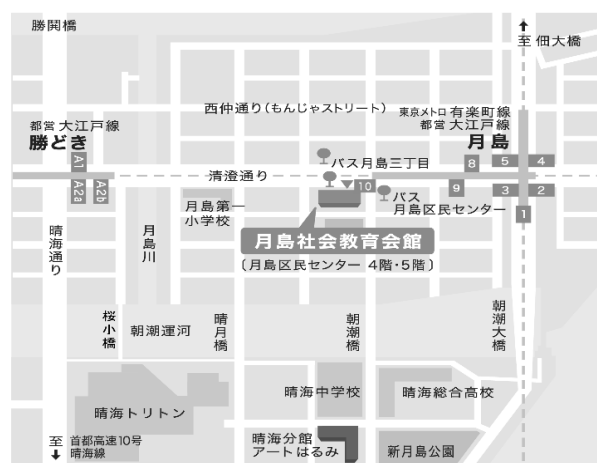 勝鬨橋
至 佃大橋
西仲通り（もんじゃストリート）
東京メトロ 有楽町線
都営 大江戸線
月島
都営 大江戸線
勝どき
A1
A2a
A2b
清澄通り
バス月島三丁目
10
8
9
5
4
3
2
1
バス
月島区民センター
月島第一
小学校
月島社会教育会館
〔月島区民センター 4階・5階〕
晴海通り
月島川
桜小橋
朝潮運河
晴月橋
朝潮橋
朝潮大橋
晴海トリトン
晴海中学校
晴海総合高校
晴海分館
アートはるみ
新月島公園
至 首都高速10号
晴海線